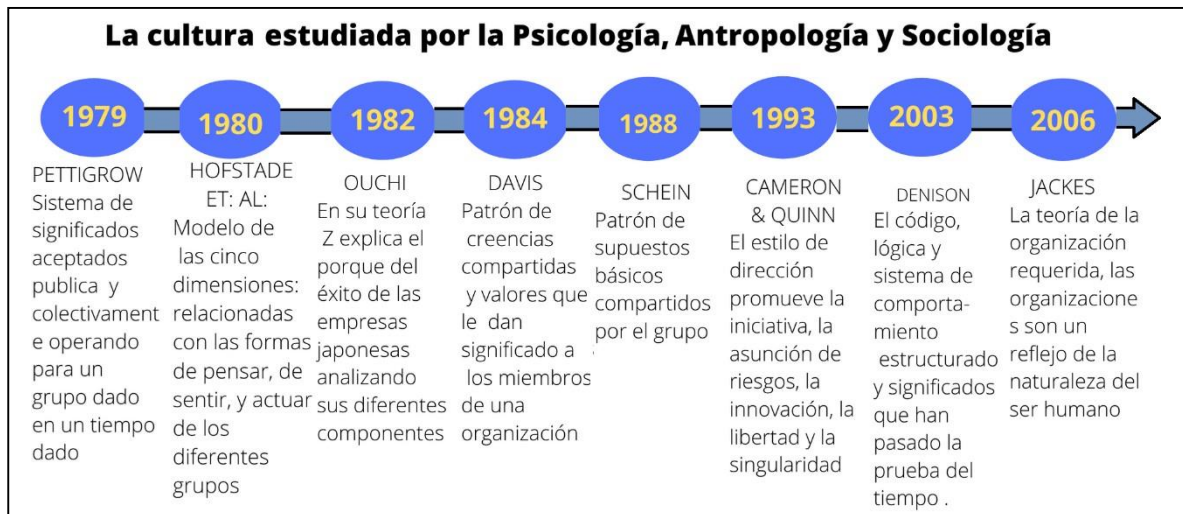 La cultura estudiada por la Psicología, Antropología y Sociología
1979
PETTIGROW
Sistema de
significados
aceptados
publica y
colectivament
e operando
para un
grupo dado
en un tiempo
dado
1980
HOFSTADE
ET: AL:
Modelo de
las cinco
dimensiones:
relacionadas
con las formas
de pensar, de
sentir, y actuar
de los
diferentes
grupos
1982
OUCHI
En su teoría
Z explica el
porque del
éxito de las
empresas
japonesas
analizando
sus diferentes
componentes
1984
DAVIS
Patrón de
creencias
compartidas
y valores que
le dan
significado a
los miembros
de una
organización
1988
SCHEIN
Patrón de
supuestos
básicos
compartidos
por el grupo
1993
CAMERON
& QUINN
El estilo de
dirección
promueve la
iniciativa, la
asunción de
riesgos, la
innovación, la
libertad y la
singularidad
2003
DENISON
El código,
lógica y
sistema de
comporta-
miento
estructurado
y significados
que han
pasado la
prueba del
tiempo .
2006
JACKES
La teoría de la
organización
requerida, las
organizacione
s son un
reflejo de la
naturaleza del
ser humano